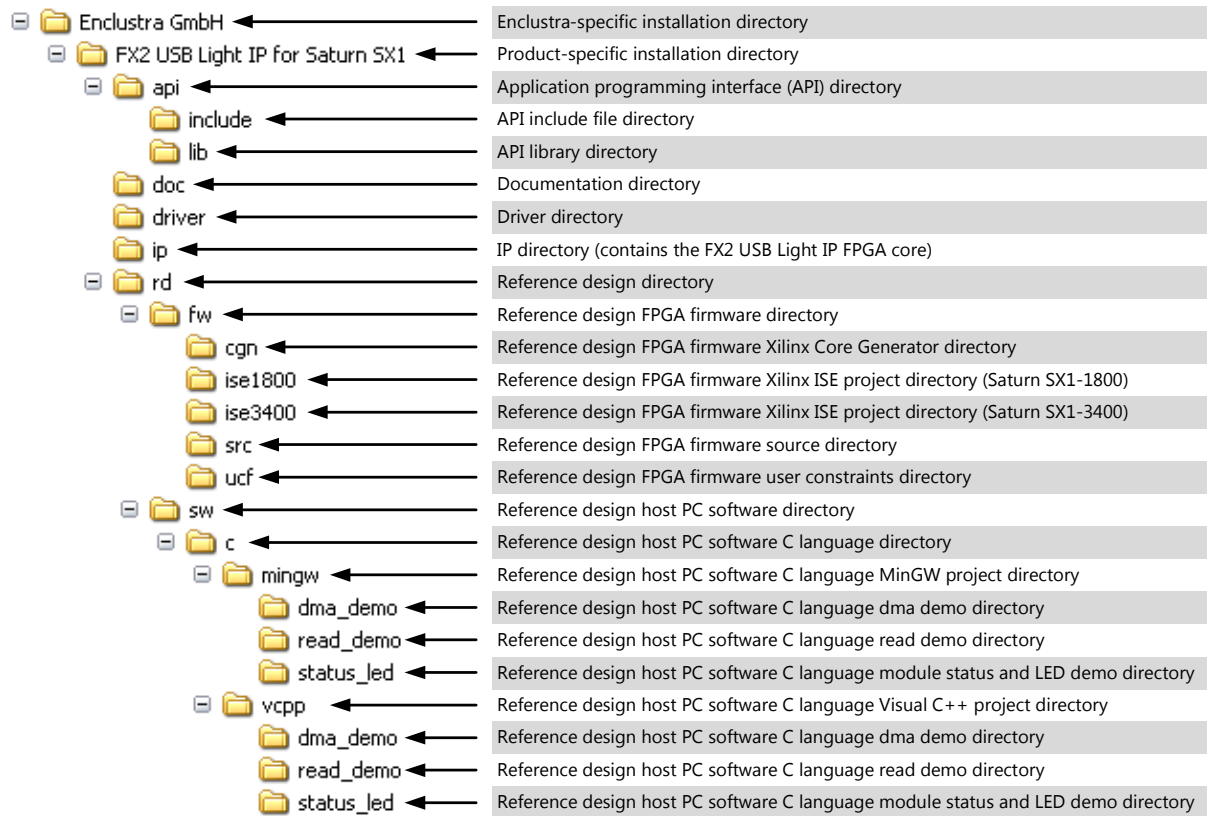 Enclustra GmbH Enclustra-specific installation directory
FX2 USB Light IP for Saturn SX1 Product-specific installation directory
api Application programming interface (API) directory
include API include file directory
lib API library directory
doc Documentation directory
driver Driver directory
ip IP directory (contains the FX2 USB Light IP FPGA core)
rd Reference design directory
fw Reference design FPGA firmware directory
cgn Reference design FPGA firmware Xilinx Core Generator directory
ise1800 Reference design FPGA firmware Xilinx ISE project directory (Saturn SX1-1800)
ise3400 Reference design FPGA firmware Xilinx ISE project directory (Saturn SX1-3400)
src Reference design FPGA firmware source directory
ucf Reference design FPGA firmware user constraints directory
sw Reference design host PC software directory
c Reference design host PC software C language directory
mingw Reference design host PC software C language MinGW project directory
dma_demo Reference design host PC software C language dma demo directory
read_demo Reference design host PC software C language read demo directory
status_led Reference design host PC software C language module status and LED demo directory
vcpp Reference design host PC software C language Visual C++ project directory
dma_demo Reference design host PC software C language dma demo directory
read_demo Reference design host PC software C language read demo directory
status_led Reference design host PC software C language module status and LED demo directory